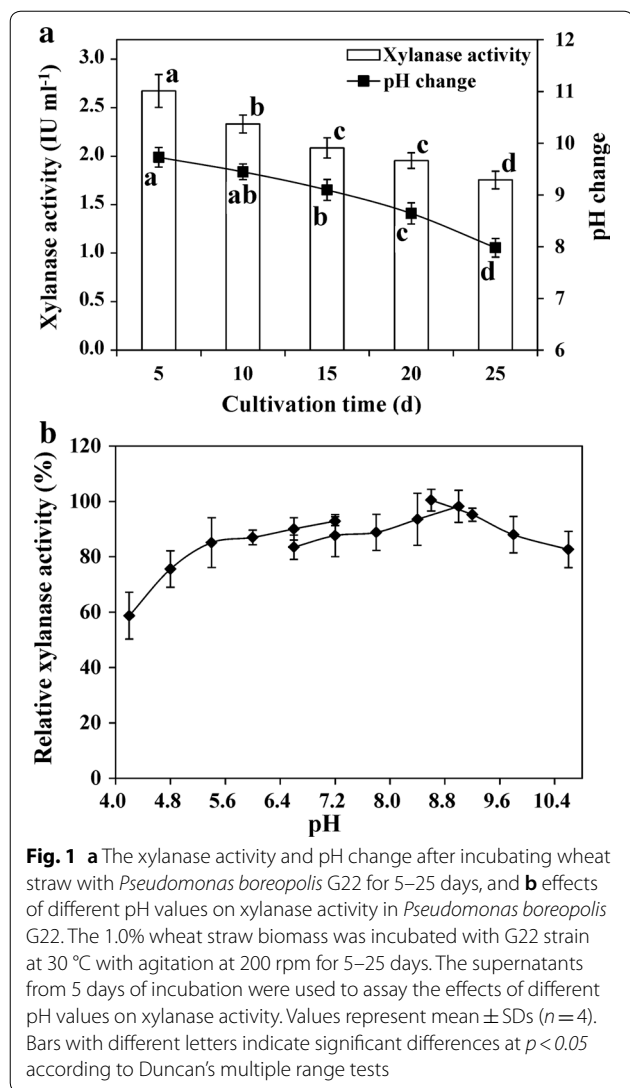 a
3.0
2.5
2.0
1.5
1.0
0.5
0.0
Xylanase activity (IU ml-1)
Xylanase activity
pH change
a
b
c
c
d
a
ab
b
c
d
12
11
10
9
8
7
6
pH change
5 10 15 20 25
Cultivation time (d)
b
120
100
80
60
40
20
0
Relative xylanase activity (%)
4.0 4.8 5.6 6.4 7.2 8.0 8.8 9.6 10.4
pH
Fig. 1 a The xylanase activity and pH change after incubating wheat
straw with Pseudomonas boreopolis G22 for 5–25 days, and b effects
of different pH values on xylanase activity in Pseudomonas boreopolis
G22. The 1.0% wheat straw biomass was incubated with G22 strain
at 30 °C with agitation at 200 rpm for 5–25 days. The supernatants
from 5 days of incubation were used to assay the effects of different
pH values on xylanase activity. Values represent mean ± SDs (n = 4).
Bars with different letters indicate significant differences at p < 0.05
according to Duncan's multiple range tests